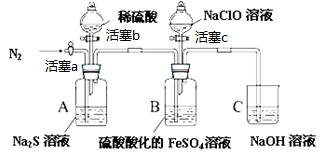 稀硫酸 NaClO 溶液
N₂ 活塞b 活塞c
活塞a
A B C
Na₂S 溶液 硫酸酸化的 FeSO₄溶液 NaOH 溶液